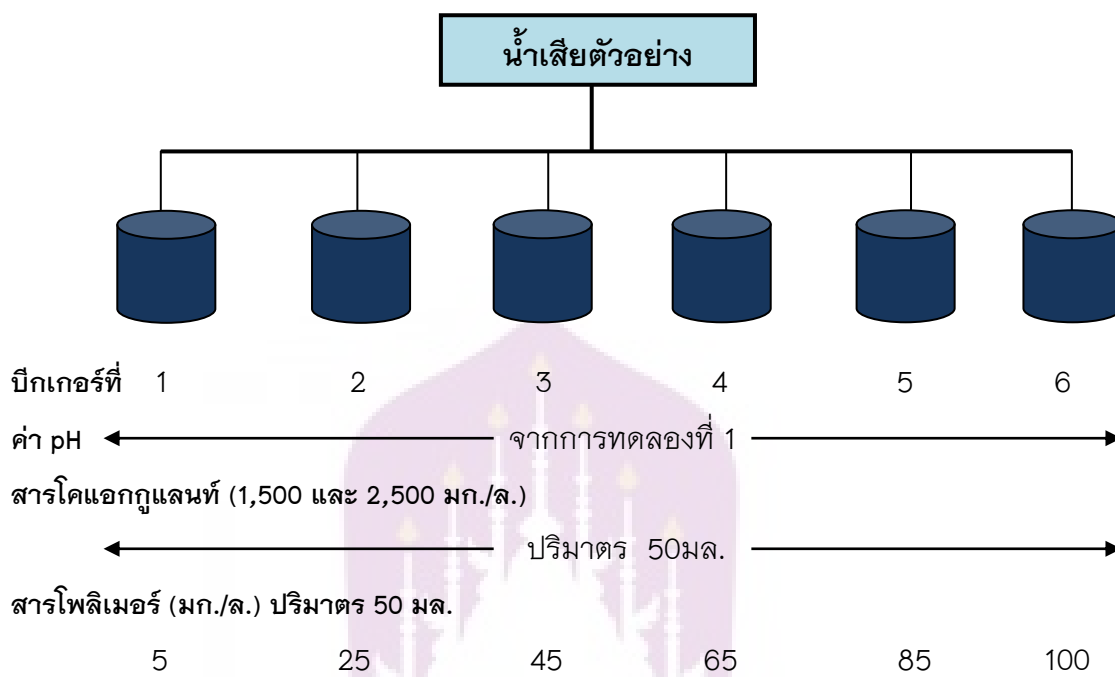 น้ำเสียตัวอย่าง
บีกเกอร์ที่ 1 2 3 4 5 6
ค่า pH จากการทดลองที่ 1
สารโคแอกกูแลนท์ (1,500 และ 2,500 มก./ล.)
ปริมาตร 50มล.
สารโพลิเมอร์ (มก./ล.) ปริมาตร 50 มล.
5 25 45 65 85 100